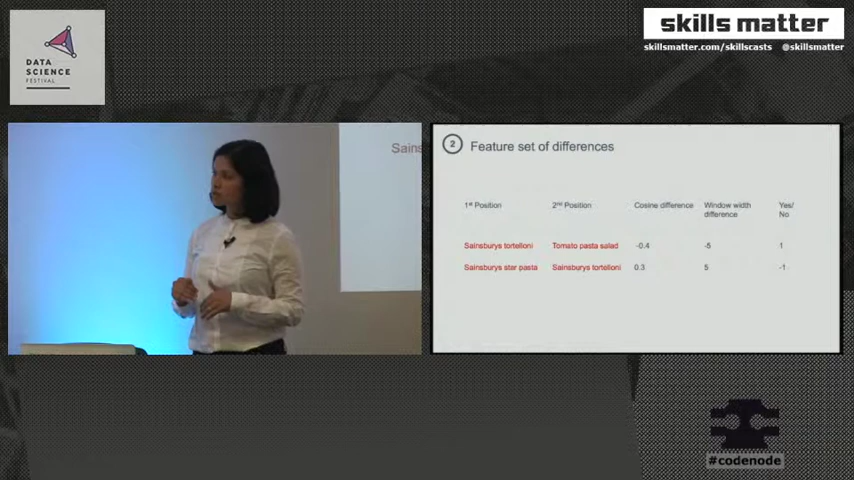 DATA
SCIENCE
FESTIVAL
skills matter
skillsmatter.com/skillscasts @skillsmatter
Sains
2 Feature set of differences
1st Position 2nd Position Cosine difference Window width difference Yes/ No
Sainsburys tortelloni Tomato pasta salad -0.4 -5 1
Sainsburys star pasta Sainsburys tortelloni 0.3 5 -1
#codenode